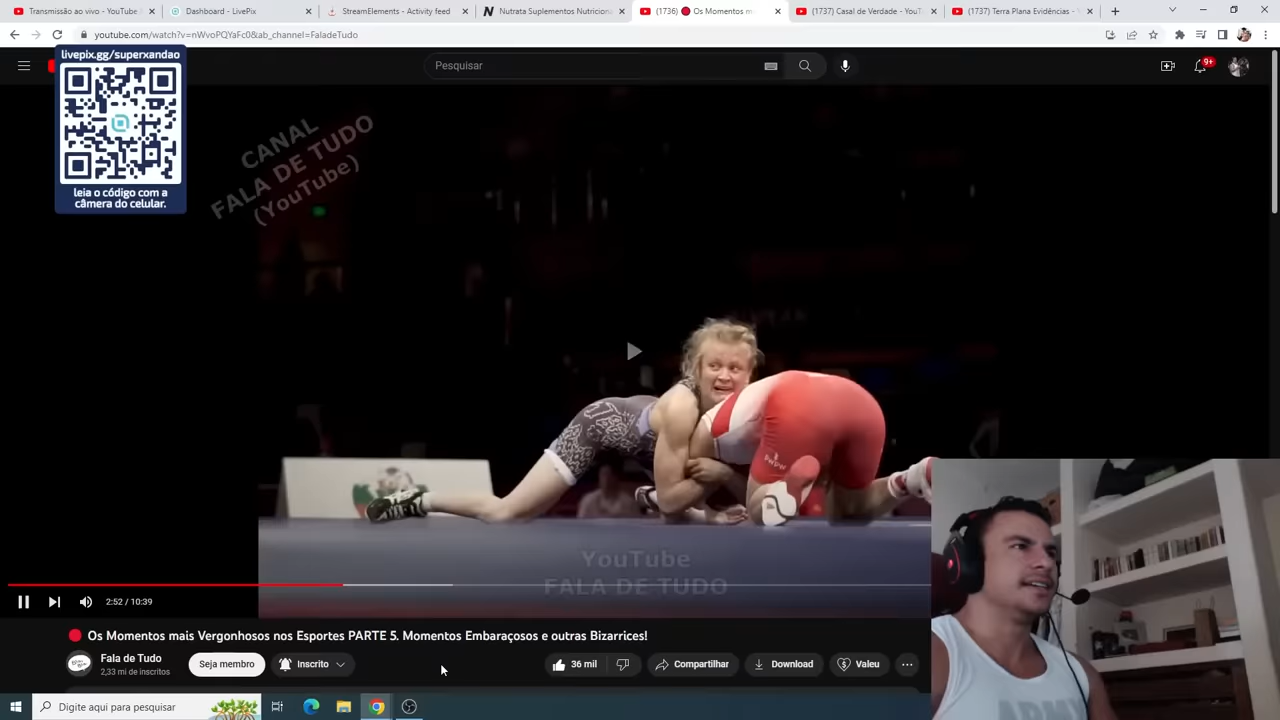 Transmissão ao vivo - YouTube
Dashboard - LivePix
StreamElements - Activity feed
Nutrata Suplementos Nutriciona
(1736) 🔴 Os Momentos m
(1737) Casal de Verdade - YouT
(1737) Terra Plana Evidências - Y
youtube.com/watch?v=nWvoPQYaFc0&ab_channel=FaladeTudo
livepix.gg/superxandao
leia o código com a
câmera do celular.
Pesquisar
9+
CANAL
FALA DE TUDO
(YouTube)
YouTube
FALA DE TUDO
2:52 / 10:39
Os Momentos mais Vergonhosos nos Esportes PARTE 5. Momentos Embaraçosos e outras Bizarrices!
Fala de Tudo
2,33 mi de inscritos
Seja membro
Inscrito
36 mil
Compartilhar
Download
Valeu
ARMY
Digite aqui para pesquisar